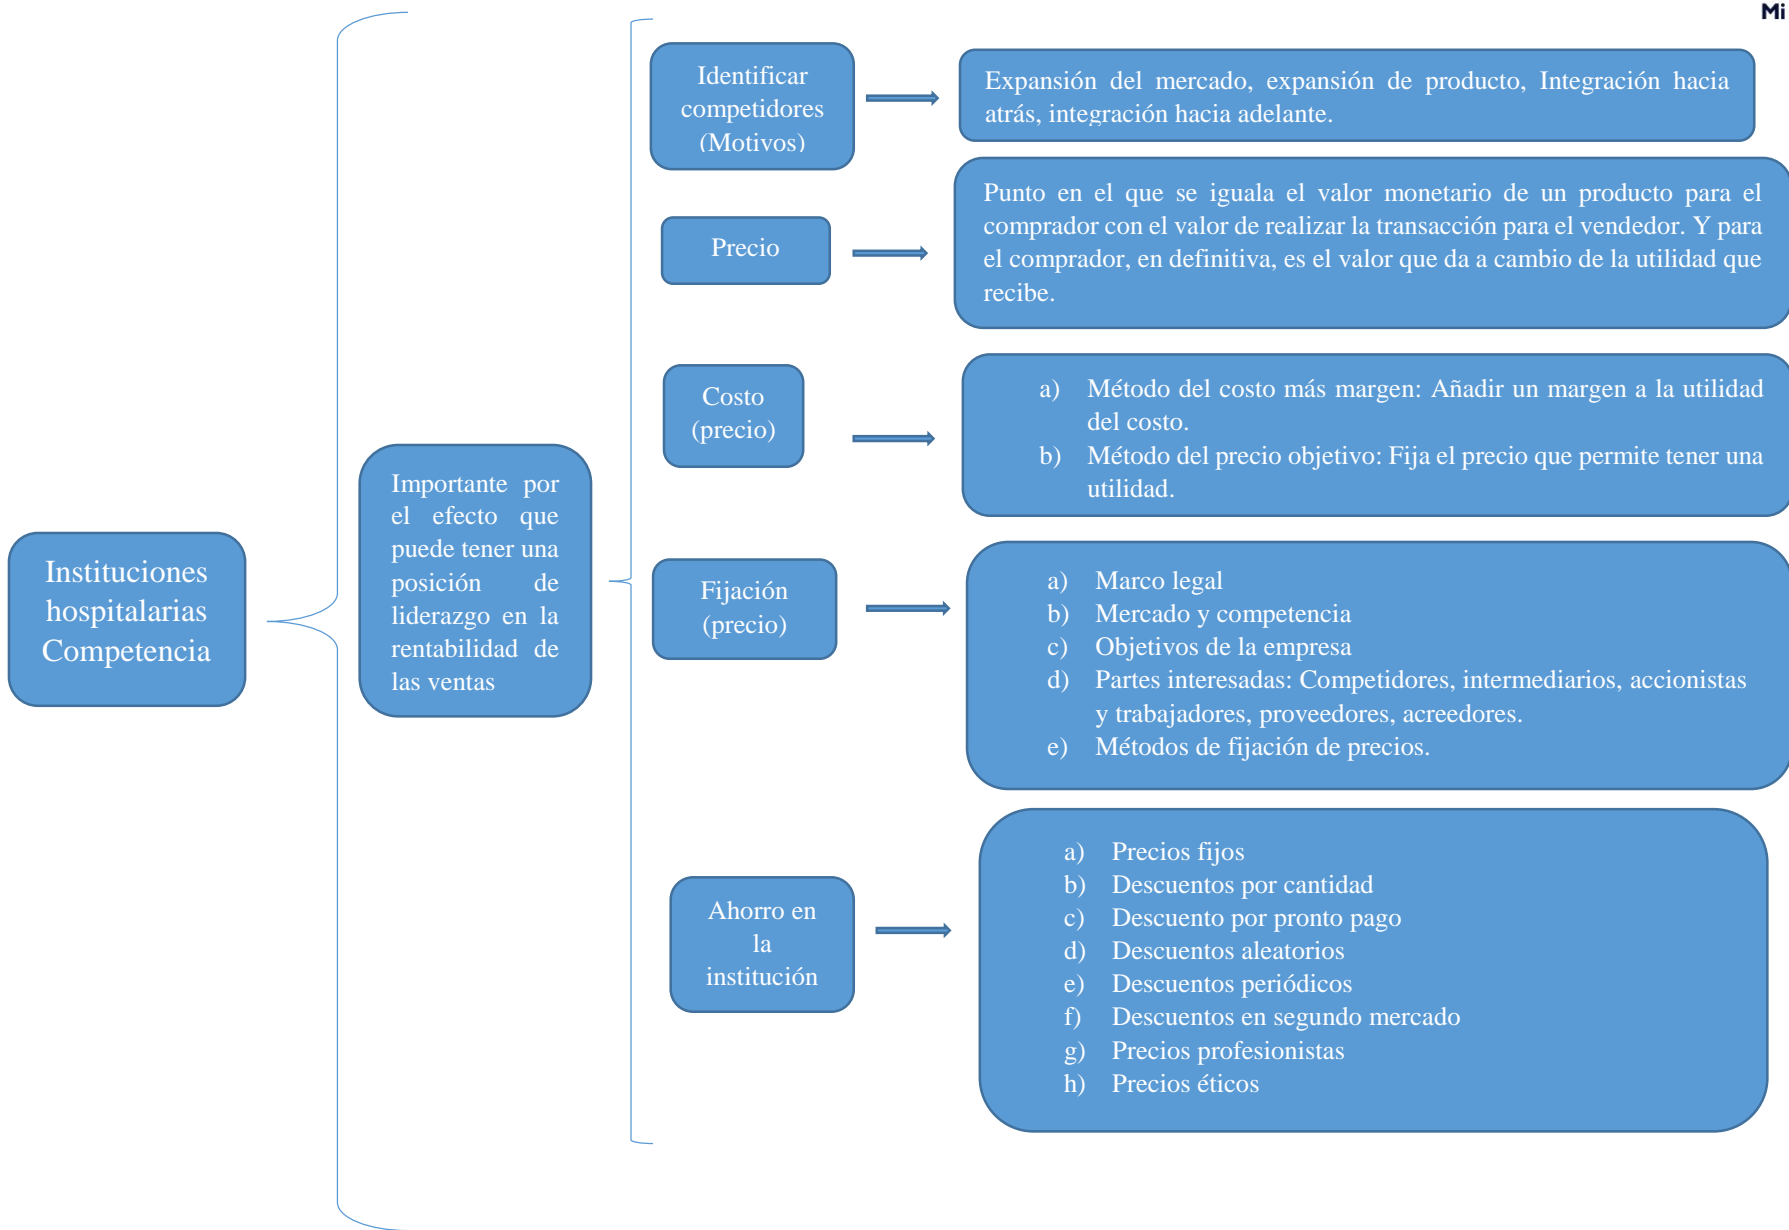 Mi
Identificar
competidores
(Motivos)
Expansión del mercado, expansión de producto, Integración hacia
atrás, integración hacia adelante.
Precio
Punto en el que se iguala el valor monetario de un producto para el
comprador con el valor de realizar la transacción para el vendedor. Y para
el comprador, en definitiva, es el valor que da a cambio de la utilidad que
recibe.
Costo
(precio)
a) Método del costo más margen: Añadir un margen a la utilidad
del costo.
b) Método del precio objetivo: Fija el precio que permite tener una
utilidad.
Instituciones
hospitalarias
Competencia
Importante por
el efecto que
puede tener una
posición de
liderazgo en la
rentabilidad de
las ventas
Fijación
(precio)
a) Marco legal
b) Mercado y competencia
c) Objetivos de la empresa
d) Partes interesadas: Competidores, intermediarios, accionistas
y trabajadores, proveedores, acreedores.
e) Métodos de fijación de precios.
Ahorro en
la
institución
a) Precios fijos
b) Descuentos por cantidad
c) Descuento por pronto pago
d) Descuentos aleatorios
e) Descuentos periódicos
f) Descuentos en segundo mercado
g) Precios profesionistas
h) Precios éticos